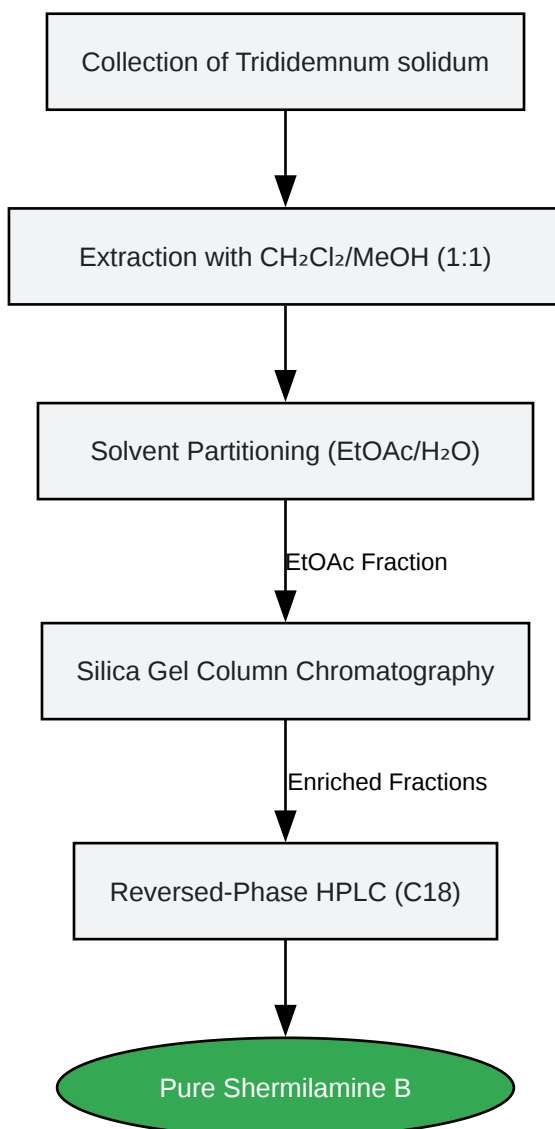 Collection of Trididemnum solidum
Extraction with CH₂Cl₂/MeOH (1:1)
Solvent Partitioning (EtOAc/H₂O)
EtOAc Fraction
Silica Gel Column Chromatography
Enriched Fractions
Reversed-Phase HPLC (C18)
Pure Shermilamine B